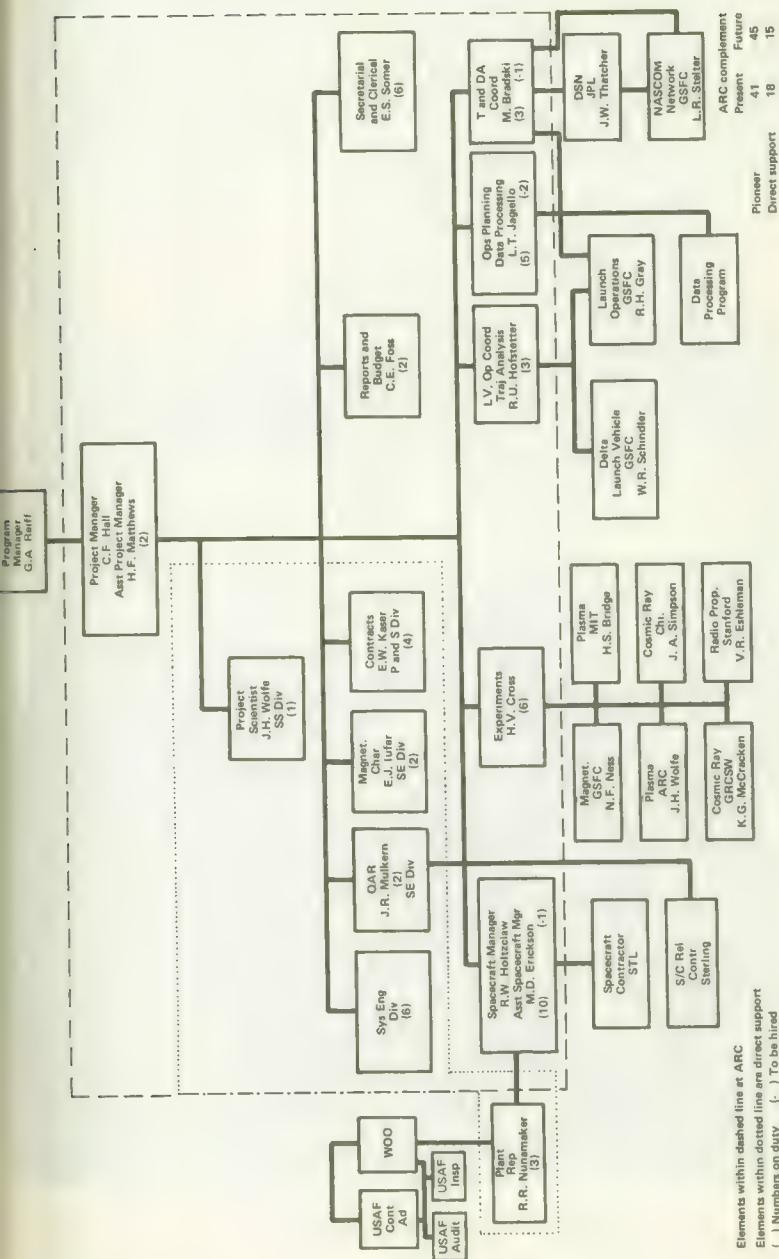 Program
Manager
G.A Reiff
Project Manager
C.F. Hall
Asst Project Manager
H.F. Matthews
(2)
Project
Scientist
J.H. Wolfe
SS Div
(1)
Secretarial
and Clerical
E.S. Somer
(6)
Reports and
Budget
C.E. Foss
(2)
Contracts
E.W. Kaser
P and S Div
(4)
Magnet.
Char
E.J. Iufer
SE Div
(2)
QAR
J.R. Mulkern
(2)
SE Div
Sys Eng
Div
(6)
USAF
Cont
Ad
WOO
USAF
Audit
USAF
Insp
Plant
Rep
R.R. Nunamaker
(3)
Spacecraft Manager
R.W. Holtzclaw
Asst Spacecraft Mgr
M.D. Erickson (-1)
(10)
Experiments
H.V. Cross
(6)
LV. Op Coord
Traj Analysis
R.U. Hofstetter
(3)
Ops Planning
Data Processing
L.T. Jagiello
(5) (-2)
T and DA
Coord
M. Bradski
(3) (-1)
Spacecraft
Contractor
STL
S/C Rel
Contr
Sterling
Magnet.
GSFC
N.F. Ness
Plasma
MIT
H.S. Bridge
Plasma
ARC
J.H. Wolfe
Cosmic Ray
Chi.
J. A. Simpson
Cosmic Ray
GRCSW
K.G. McCracken
Radio Prop.
Stanford
V.R. Eshleman
Delta
Launch Vehicle
GSFC
W.R. Schindler
Launch
Operations
GSFC
R.H. Gray
Data
Processing
Program
DSN
JPL
J.W. Thatcher
NASCOM
Network
GSFC
L.R. Stelter
Elements within dashed line at ARC
Elements within dotted line are direct support
( ) Numbers on duty (- ) To be hired
ARC complement
Present Future
Pioneer 41 45
Direct support 18 15